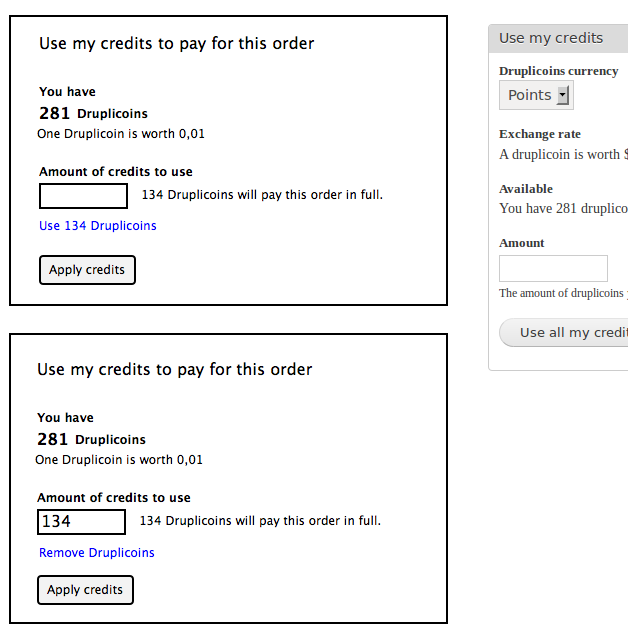 Use my credits to pay for this order
You have
281 Druplicoins
One Druplicoin is worth 0,01
Amount of credits to use
134 Druplicoins will pay this order in full.
Use 134 Druplicoins
Apply credits
Use my credits to pay for this order
You have
281 Druplicoins
One Druplicoin is worth 0,01
Amount of credits to use
134 134 Druplicoins will pay this order in full.
Remove Druplicoins
Apply credits
Use my credits
Druplicoins currency
Points
Exchange rate
A druplicoin is worth $
Available
You have 281 druplico
Amount
The amount of druplicoins
Use all my credit